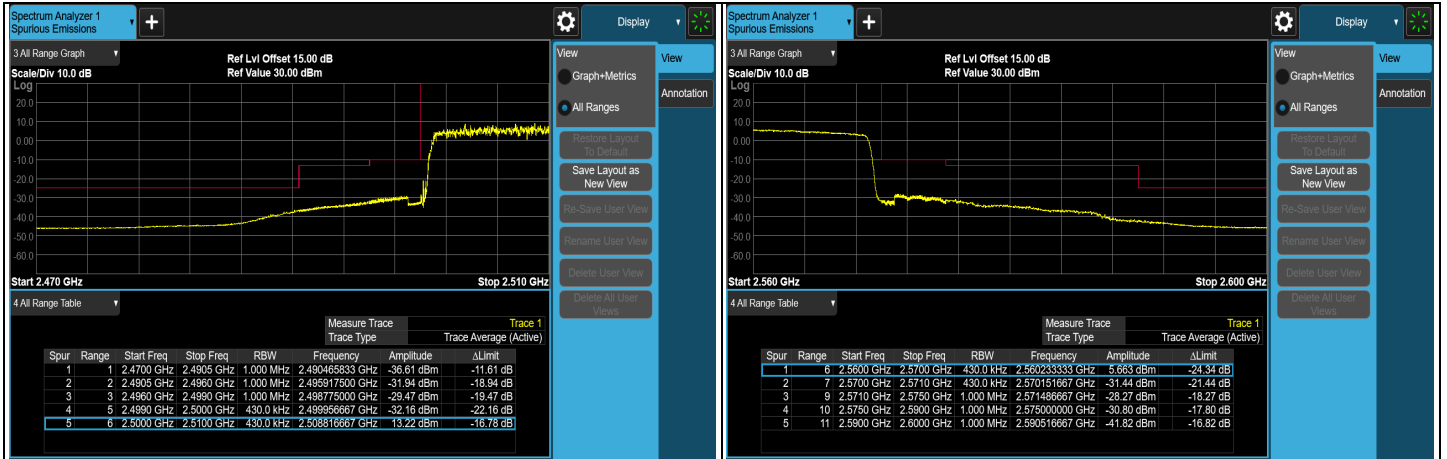 Spectrum Analyzer 1
Spurious Emissions
+
Display
3 All Range Graph
Ref Lvl Offset 15.00 dB
Scale/Div 10.0 dB
Ref Value 30.00 dBm
Log
20.0
10.0
0.00
-10.0
-20.0
-30.0
-40.0
-50.0
-60.0
Start 2.470 GHz
Stop 2.510 GHz
View
Graph+Metrics
All Ranges
Restore Layout
To Default
Save Layout as
New View
Re-Save User View
Rename User View
Delete User View
Delete All User
Views
View
Annotation
4 All Range Table
Measure Trace Trace 1
Trace Type Trace Average (Active)
Spur Range Start Freq Stop Freq RBW Frequency Amplitude ΔLimit
1 1 2.4700 GHz 2.4905 GHz 1.000 MHz 2.490465833 GHz -36.61 dBm -11.61 dB
2 2 2.4905 GHz 2.4960 GHz 1.000 MHz 2.495917500 GHz -31.94 dBm -18.94 dB
3 3 2.4960 GHz 2.4990 GHz 1.000 MHz 2.498775000 GHz -29.47 dBm -19.47 dB
4 5 2.4990 GHz 2.5000 GHz 430.0 kHz 2.499956667 GHz -32.16 dBm -22.16 dB
5 6 2.5000 GHz 2.5100 GHz 430.0 kHz 2.508816667 GHz 13.22 dBm -16.78 dB
Spectrum Analyzer 1
Spurious Emissions
+
Display
3 All Range Graph
Ref Lvl Offset 15.00 dB
Scale/Div 10.0 dB
Ref Value 30.00 dBm
Log
20.0
10.0
0.00
-10.0
-20.0
-30.0
-40.0
-50.0
-60.0
Start 2.560 GHz
Stop 2.600 GHz
View
Graph+Metrics
All Ranges
Restore Layout
To Default
Save Layout as
New View
Re-Save User View
Rename User View
Delete User View
Delete All User
Views
View
Annotation
4 All Range Table
Measure Trace Trace 1
Trace Type Trace Average (Active)
Spur Range Start Freq Stop Freq RBW Frequency Amplitude ΔLimit
1 6 2.5600 GHz 2.5700 GHz 430.0 kHz 2.560233333 GHz 5.663 dBm -24.34 dB
2 7 2.5700 GHz 2.5710 GHz 430.0 kHz 2.570151667 GHz -31.44 dBm -21.44 dB
3 9 2.5710 GHz 2.5750 GHz 1.000 MHz 2.571486667 GHz -28.27 dBm -18.27 dB
4 10 2.5750 GHz 2.5900 GHz 1.000 MHz 2.575000000 GHz -30.80 dBm -17.80 dB
5 11 2.5900 GHz 2.6000 GHz 1.000 MHz 2.590516667 GHz -41.82 dBm -16.82 dB